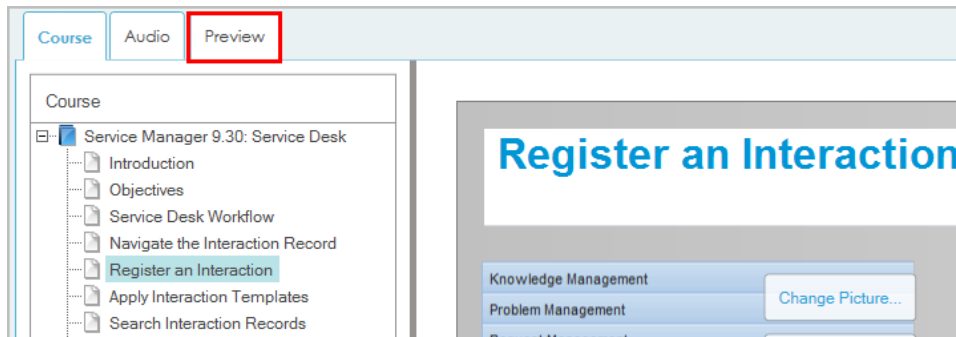 Course Audio Preview
Course
Service Manager 9.30: Service Desk
Introduction
Objectives
Service Desk Workflow
Navigate the Interaction Record
Register an Interaction
Apply Interaction Templates
Search Interaction Records
Register an Interaction
Knowledge Management
Change Picture...
Problem Management